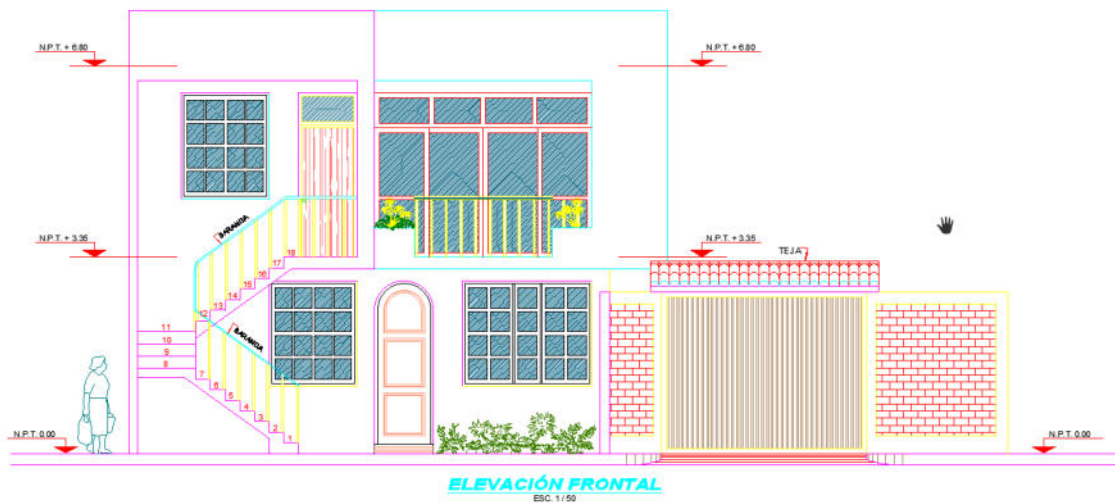 N.P.T. + 6.80
N.P.T. + 6.80
BARANDA
N.P.T. + 3.35
N.P.T. + 3.35
TEJA
18
17
16
15
14
13
12
11
BARANDA
10
9
8
7
6
5
4
3
2
1
N.P.T. 0.00
N.P.T. 0.00
ELEVACIÓN FRONTAL
ESC. 1 / 50